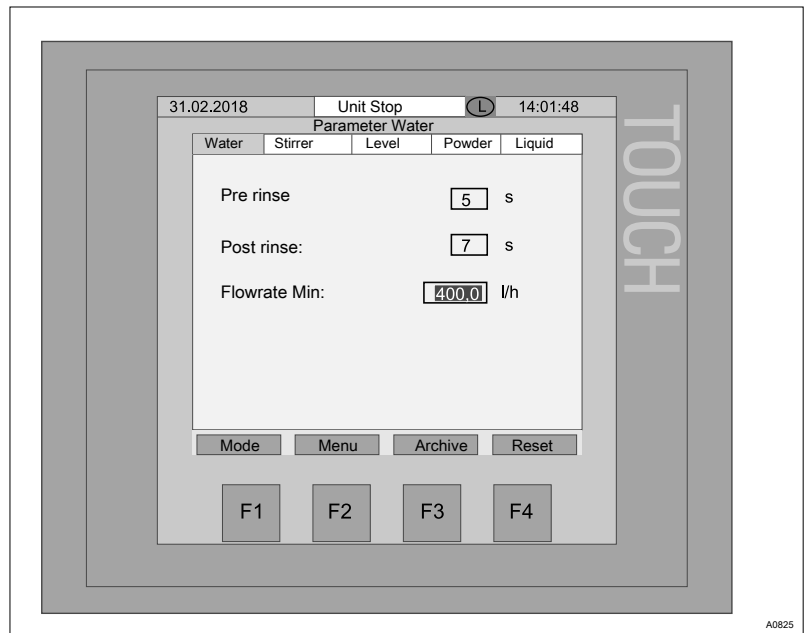 31.02.2018 Unit Stop L 14:01:48
Parameter Water
Water Stirrer Level Powder Liquid
Pre rinse 5 s
Post rinse: 7 s
Flowrate Min: 400.0 l/h
Mode Menu Archive Reset
F1 F2 F3 F4
TOUCH
A0825